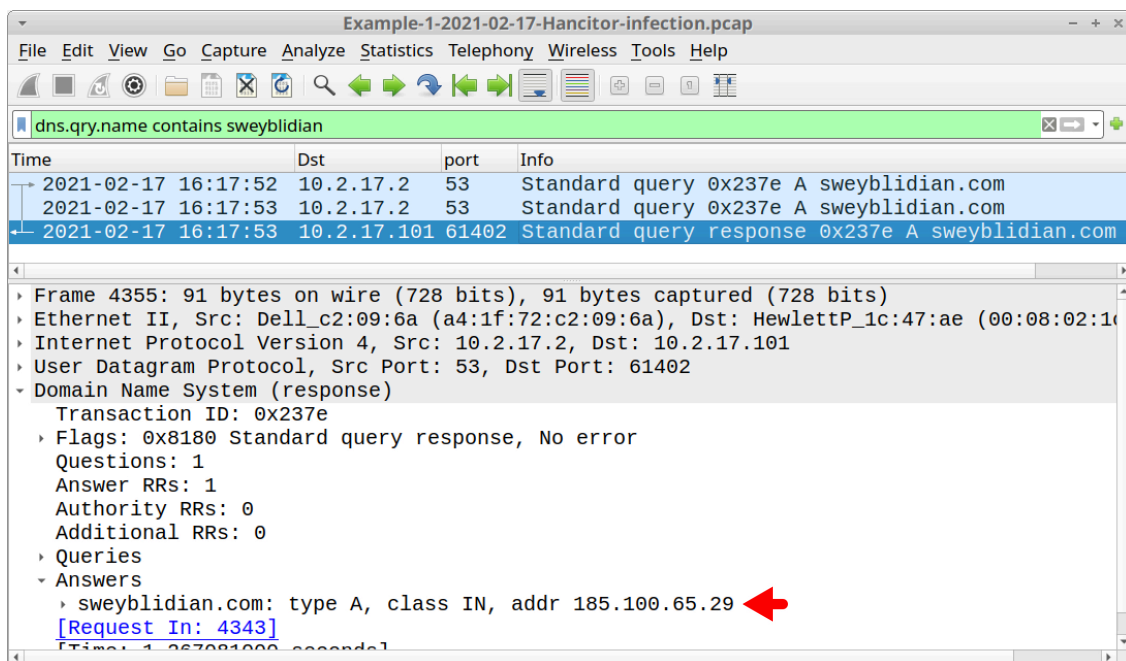 Example-1-2021-02-17-Hancitor-infection.pcap
File Edit View Go Capture Analyze Statistics Telephony Wireless Tools Help
dns.qry.name contains sweyblidian
Time Dst port Info
2021-02-17 16:17:52 10.2.17.2 53 Standard query 0x237e A sweyblidian.com
2021-02-17 16:17:53 10.2.17.2 53 Standard query 0x237e A sweyblidian.com
2021-02-17 16:17:53 10.2.17.101 61402 Standard query response 0x237e A sweyblidian.com
Frame 4355: 91 bytes on wire (728 bits), 91 bytes captured (728 bits)
Ethernet II, Src: Dell_c2:09:6a (a4:1f:72:c2:09:6a), Dst: HewlettP_1c:47:ae (00:08:02:1c
Internet Protocol Version 4, Src: 10.2.17.2, Dst: 10.2.17.101
User Datagram Protocol, Src Port: 53, Dst Port: 61402
Domain Name System (response)
Transaction ID: 0x237e
Flags: 0x8180 Standard query response, No error
Questions: 1
Answer RRs: 1
Authority RRs: 0
Additional RRs: 0
Queries
Answers
sweyblidian.com: type A, class IN, addr 185.100.65.29
[Request In: 4343]
[Time: 1.267081000 seconds]